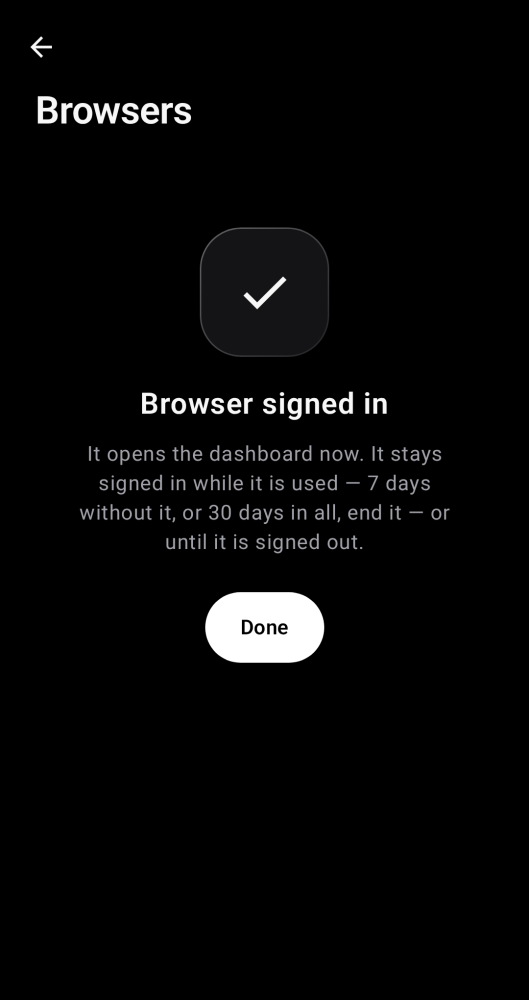 Browsers
Browser signed in
It opens the dashboard now. It stays
signed in while it is used — 7 days
without it, or 30 days in all, end it — or
until it is signed out.
Done